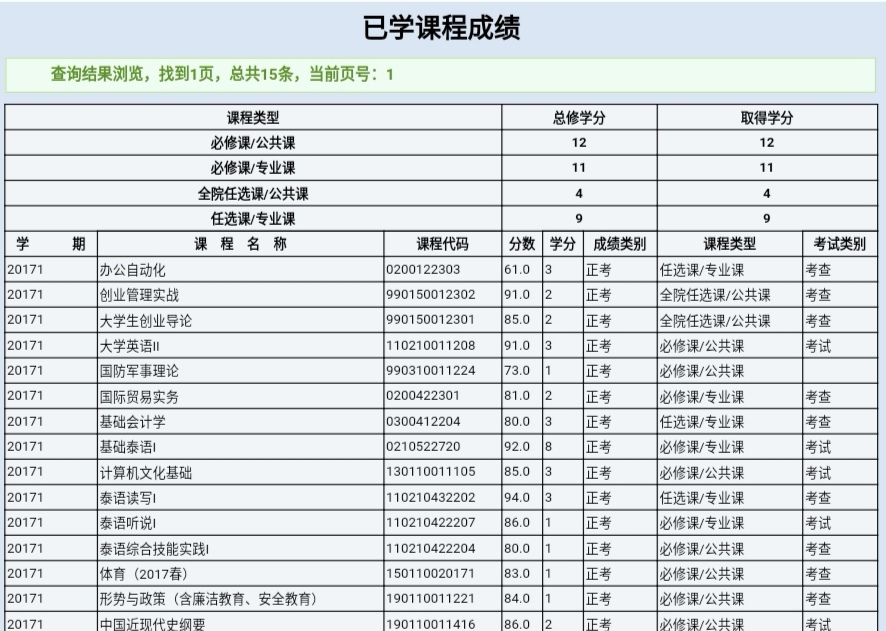 已学课程成绩
查询结果浏览，找到1页，总共15条，当前页号：1
课程类型 总修学分 取得学分
必修课/公共课 12 12
必修课/专业课 11 11
全院任选课/公共课 4 4
任选课/专业课 9 9
学 期 课 程 名 称 课程代码 分数 学分 成绩类别 课程类型 考试类别
20171 办公自动化 0200122303 61.0 3 正考 任选课/专业课 考查
20171 创业管理实战 990150012302 91.0 2 正考 全院任选课/公共课 考查
20171 大学生创业导论 990150012301 85.0 2 正考 全院任选课/公共课 考查
20171 大学英语II 110210011208 91.0 3 正考 必修课/公共课 考试
20171 国防军事理论 990310011224 73.0 1 正考 必修课/公共课
20171 国际贸易实务 0200422301 81.0 2 正考 必修课/专业课 考查
20171 基础会计学 0300412204 80.0 3 正考 任选课/专业课 考查
20171 基础泰语I 0210522720 92.0 8 正考 必修课/专业课 考试
20171 计算机文化基础 130110011105 85.0 3 正考 必修课/公共课 考试
20171 泰语读写I 110210432202 94.0 3 正考 任选课/专业课 考查
20171 泰语听说I 110210422207 86.0 1 正考 必修课/专业课 考试
20171 泰语综合技能实践I 110210422204 80.0 1 正考 必修课/公共课 考查
20171 体育（2017春） 150110020171 83.0 1 正考 必修课/公共课 考查
20171 形势与政策（含廉洁教育、安全教育） 190110011221 84.0 1 正考 必修课/公共课 考查
20171 中国近现代史纲要 190110011416 86.0 2 正考 必修课/公共课 考试